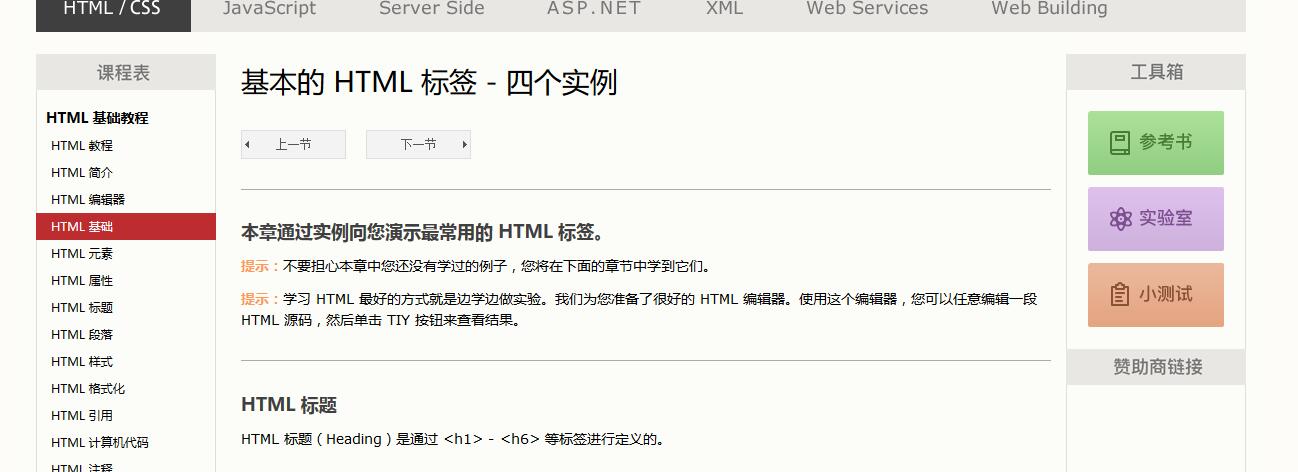 HTML / CSS JavaScript Server Side ASP.NET XML Web Services Web Building
课程表
HTML 基础教程
HTML 教程
HTML 简介
HTML 编辑器
HTML 基础
HTML 元素
HTML 属性
HTML 标题
HTML 段落
HTML 样式
HTML 格式化
HTML 引用
HTML 计算机代码
HTML 注释
基本的 HTML 标签 - 四个实例
上一节 下一节
本章通过实例向您演示最常用的 HTML 标签。
提示：不要担心本章中您还没有学过的例子，您将在下面的章节中学到它们。
提示：学习 HTML 最好的方式就是边学边做实验。我们为您准备了很好的 HTML 编辑器。使用这个编辑器，您可以任意编辑一段
HTML 源码，然后单击 TIY 按钮来查看结果。
HTML 标题
HTML 标题（Heading）是通过 <h1> - <h6> 等标签进行定义的。
工具箱
参考书
实验室
小测试
赞助商链接